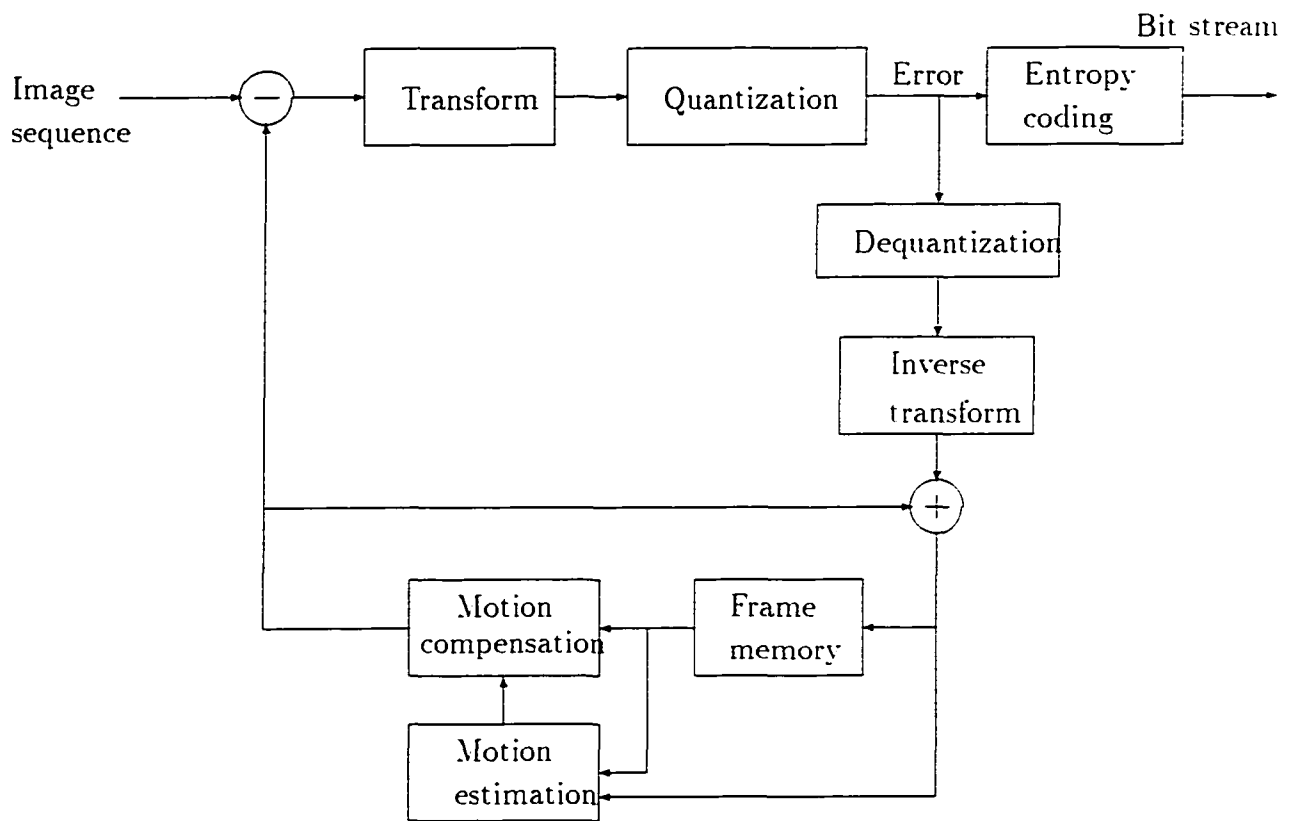 Bit stream
Image
sequence
−
Transform
Quantization
Error
Entropy
coding
Dequantization
Inverse
transform
+
Motion
compensation
Frame
memory
Motion
estimation